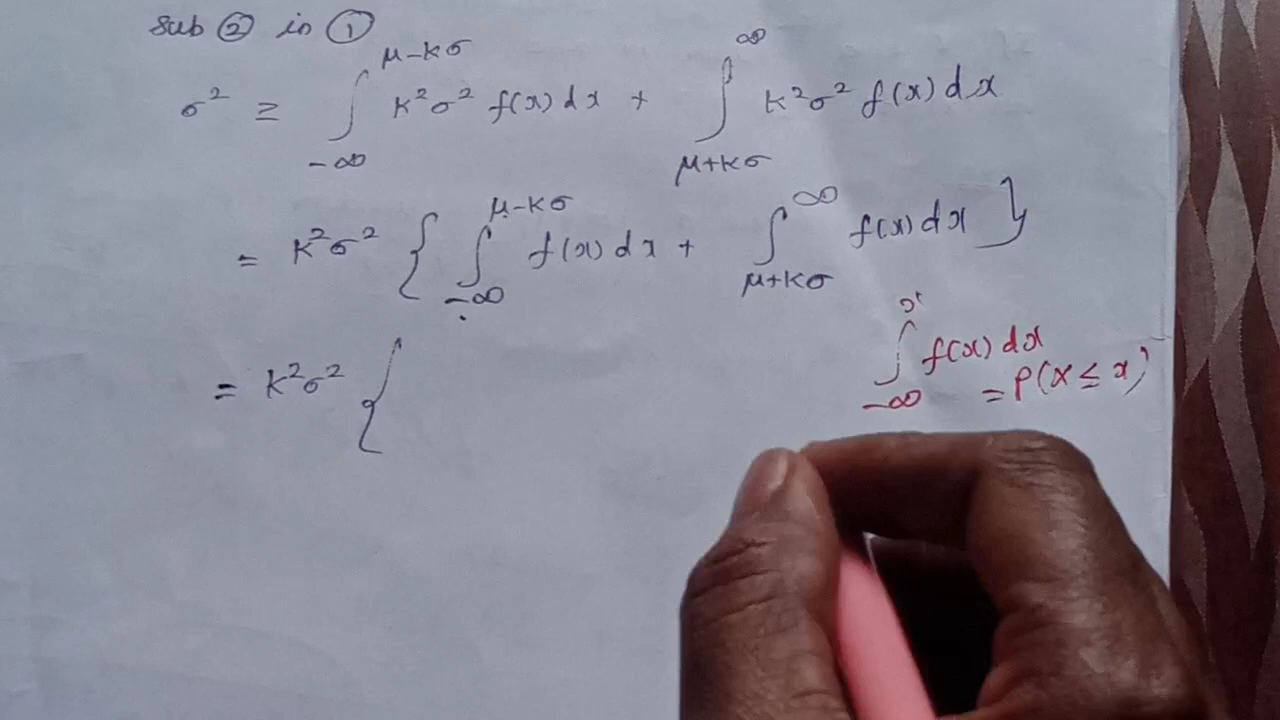 Sub ② in ①
σ² ≥ ∫_{-∞}^{μ-kσ} k²σ² f(x) dx + ∫_{μ+kσ}^{∞} k²σ² f(x) dx
= k²σ² { ∫_{-∞}^{μ-kσ} f(x) dx + ∫_{μ+kσ}^{∞} f(x) dx }
= k²σ² {
∫_{-∞}^{x} f(x) dx
= P(X ≤ x)